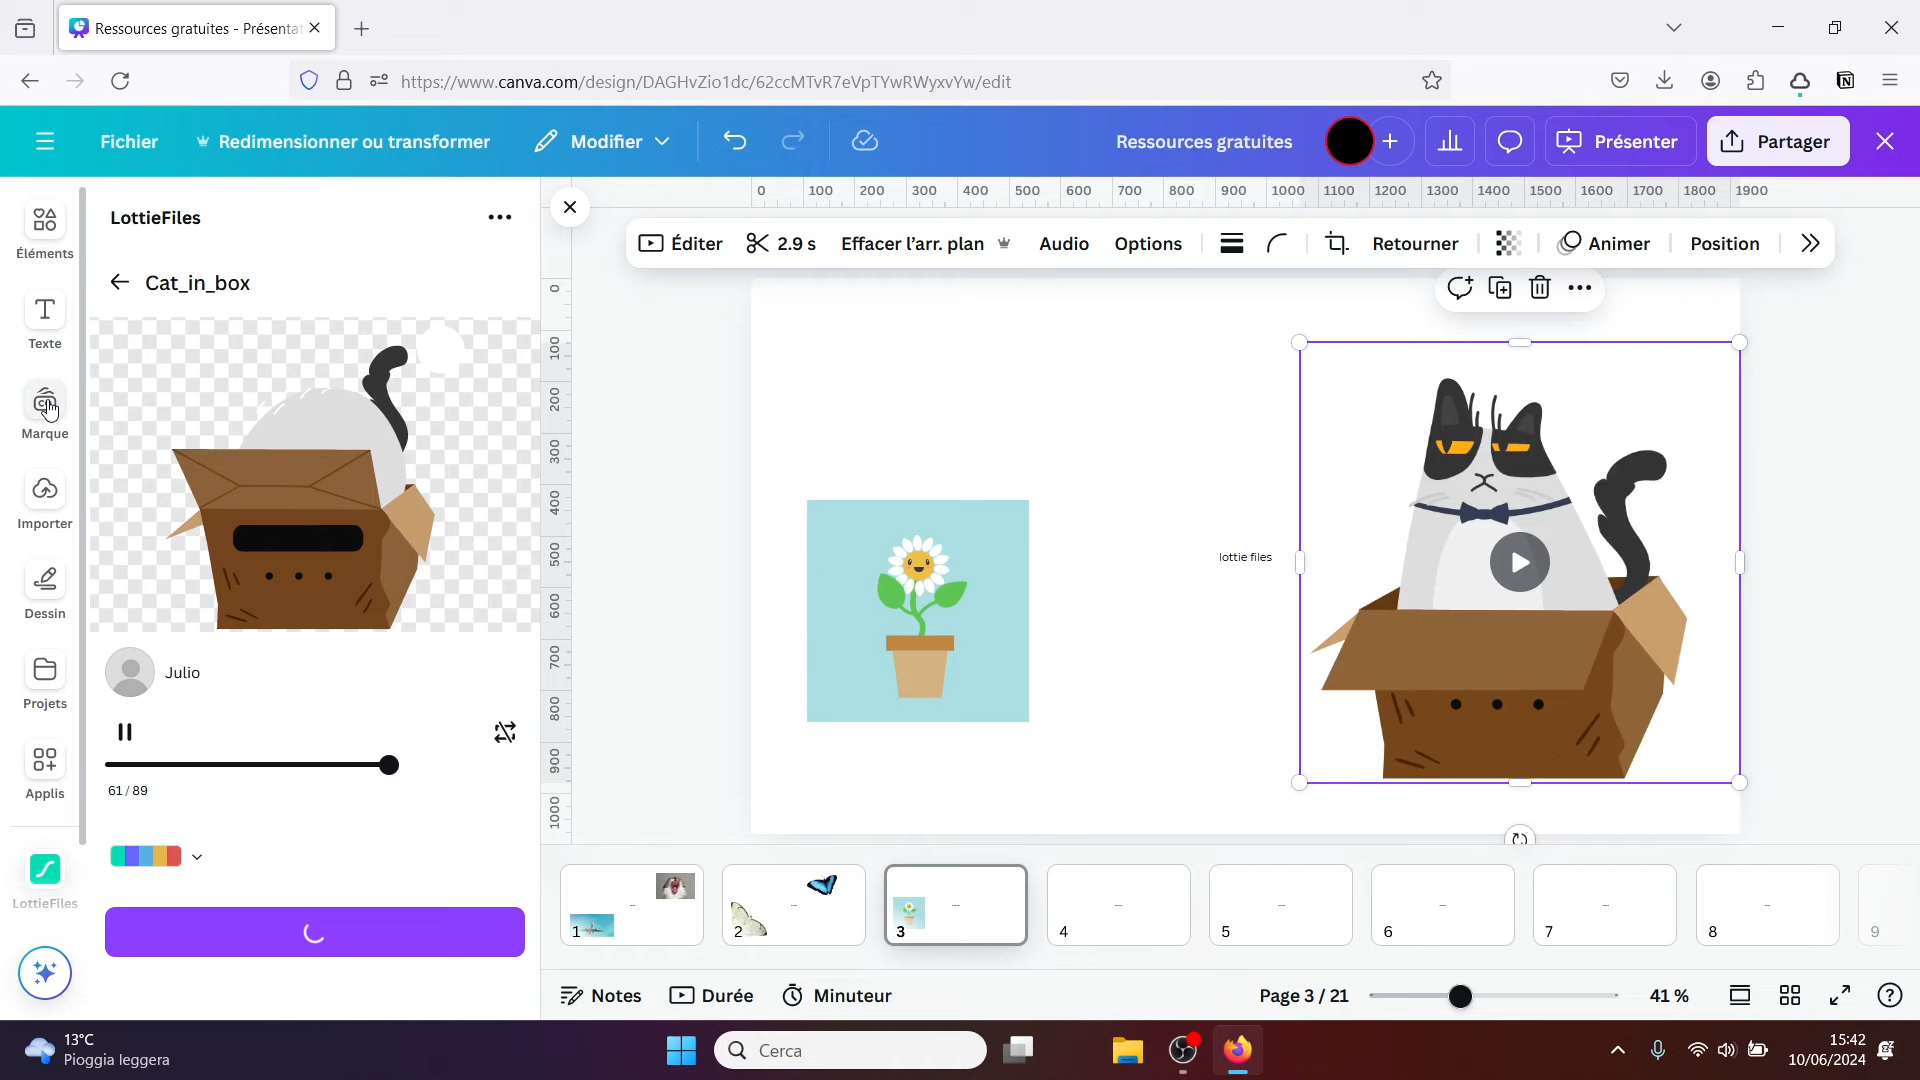 Ressources gratuites - Présentat
https://www.canva.com/design/DAGHvZio1dc/62ccMTvR7eVpTYwRWyxvYw/edit
Fichier
Redimensionner ou transformer
Modifier
Ressources gratuites
Présenter
Partager
Éléments
Texte
Marque
Importer
Dessin
Projets
Applis
LottieFiles
LottieFiles
Cat_in_box
Julio
61 / 89
0 100 200 300 400 500 600 700 800 900 1000 1100 1200 1300 1400 1500 1600 1700 1800 1900
Éditer
2.9 s
Effacer l'arr. plan
Audio
Options
Retourner
Animer
Position
0
100
200
300
400
500
600
700
800
900
1000
lottie files
1
2
3
4
5
6
7
8
9
Notes
Durée
Minuteur
Page 3 / 21
41 %
13°C
Pioggia leggera
Cerca
15:42
10/06/2024